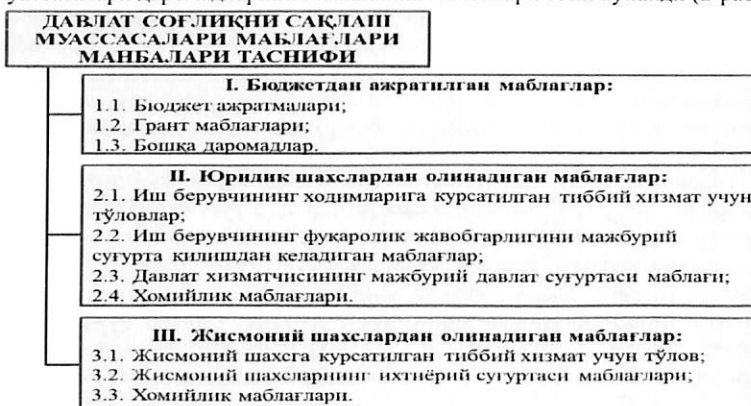 ДАВЛАТ СОҒЛИҚНИ САҚЛАШ
МУАССАСАЛАРИ МАБЛАҒЛАРИ
МАНБАЛАРИ ТАСНИФИ
I. Бюджетдан ажратилган маблағлар:
1.1. Бюджет ажратмалари;
1.2. Грант маблағлари;
1.3. Бошқа даромадлар.
II. Юридик шахслардан олинадиган маблағлар:
2.1. Иш берувчининг ходимларига курсатилган тиббий хизмат учун
тўловлар;
2.2. Иш берувчининг фуқаролик жавобгарлигини мажбурий
суғурта килишдан келадиган маблағлар;
2.3. Давлат хизматчисининг мажбурий давлат суғуртаси маблағи;
2.4. Хомийлик маблағлари.
III. Жисмоний шахслардан олинадиган маблағлар:
3.1. Жисмоний шахсга курсатилган тиббий хизмат учун тўлов;
3.2. Жисмоний шахсларнинг ихтиёрий суғуртаси маблағлари;
3.3. Хомийлик маблағлари.